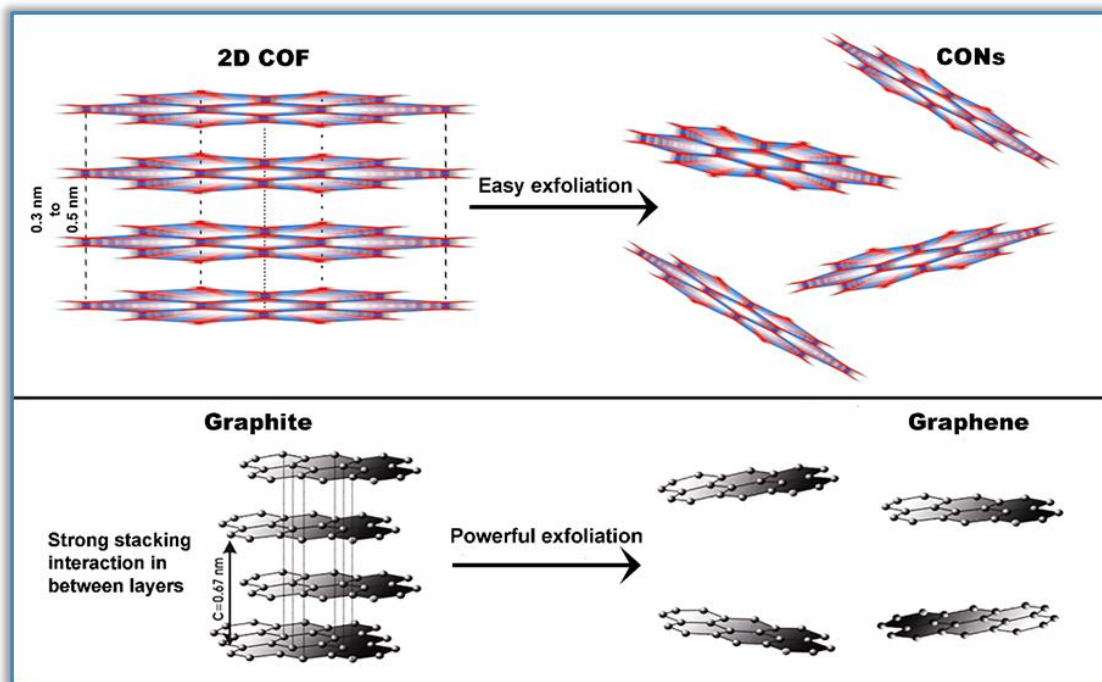 2D COF
CONs
0.3 nm
to
0.5 nm
Easy exfoliation
Graphite
Graphene
Strong stacking
interaction in
between layers
C=0.67 nm
Powerful exfoliation